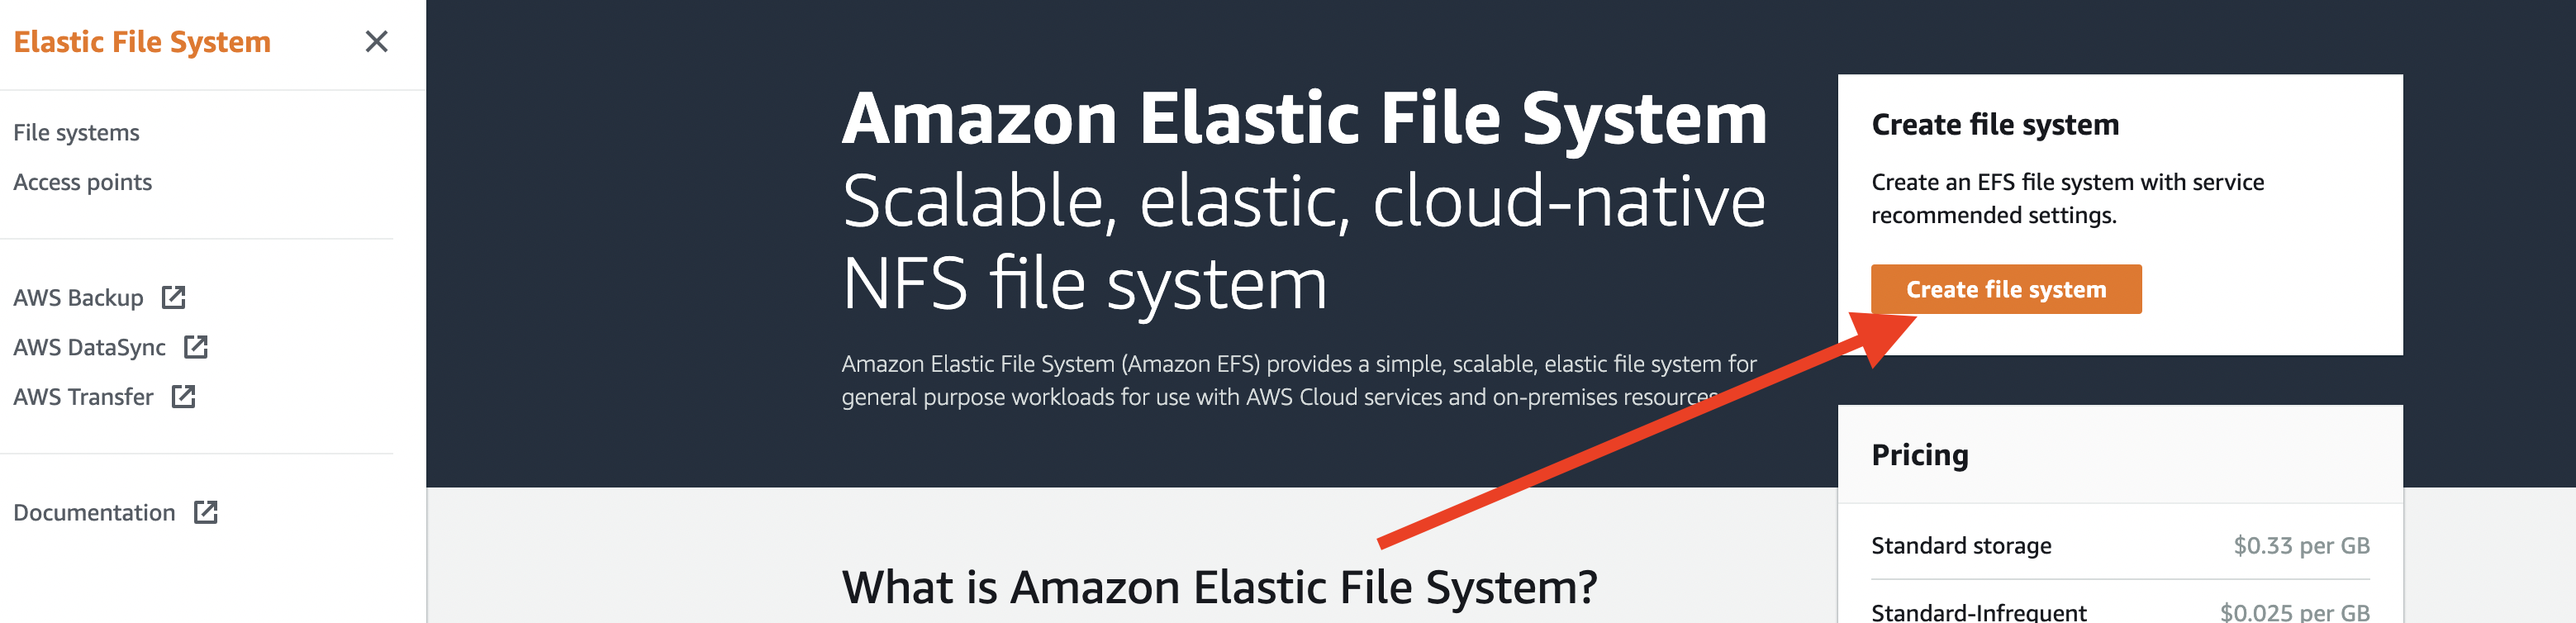 Elastic File System
File systems
Access points
AWS Backup
AWS DataSync
AWS Transfer
Documentation
Amazon Elastic File System
Scalable, elastic, cloud-native
NFS file system
Amazon Elastic File System (Amazon EFS) provides a simple, scalable, elastic file system for
general purpose workloads for use with AWS Cloud services and on-premises resources
What is Amazon Elastic File System?
Create file system
Create an EFS file system with service
recommended settings.
Create file system
Pricing
Standard storage $0.33 per GB
Standard-Infrequent $0.025 per GB